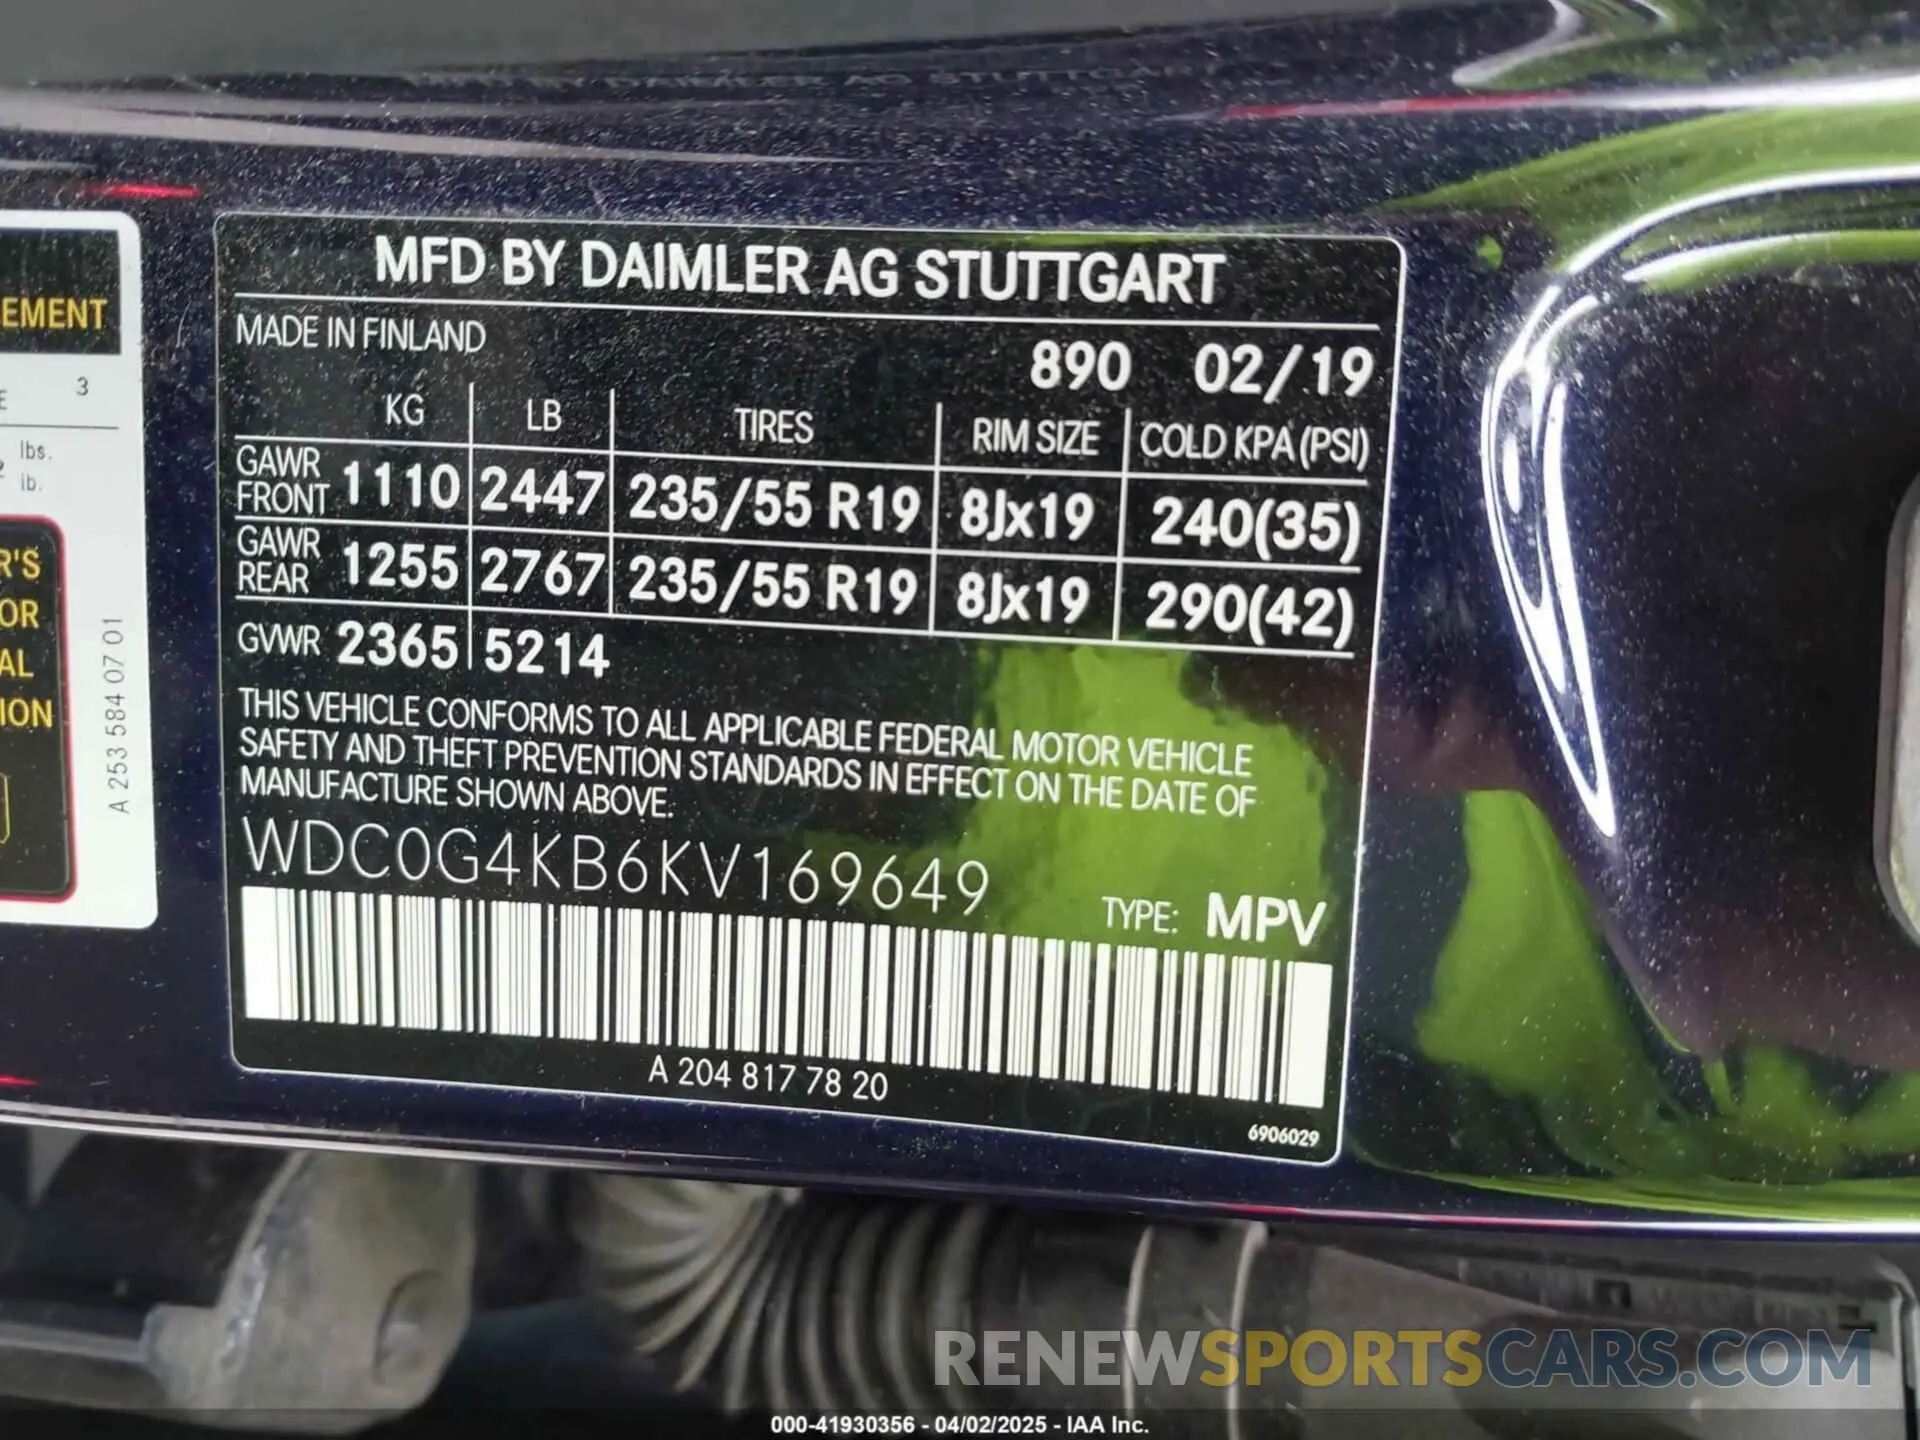 MFD BY DAIMLER AG STUTTGART
MADE IN FINLAND
890 02/19
KG LB TIRES RIM SIZE COLD KPA (PSI)
GAWR FRONT 1110 2447 235/55 R19 8Jx19 240(35)
GAWR REAR 1255 2767 235/55 R19 8Jx19 290(42)
GVWR 2365 5214
THIS VEHICLE CONFORMS TO ALL APPLICABLE FEDERAL MOTOR VEHICLE
SAFETY AND THEFT PREVENTION STANDARDS IN EFFECT ON THE DATE OF
MANUFACTURE SHOWN ABOVE.
WDC0G4KB6KV169649
TYPE: MPV
A 204 817 78 20
6906029
EMENT
E 3
lbs.
lb.
R'S
OR
AL
ION
A 253 584 07 01
RENEWSPORTSCARS.COM
000-41930356 - 04/02/2025 - IAA Inc.